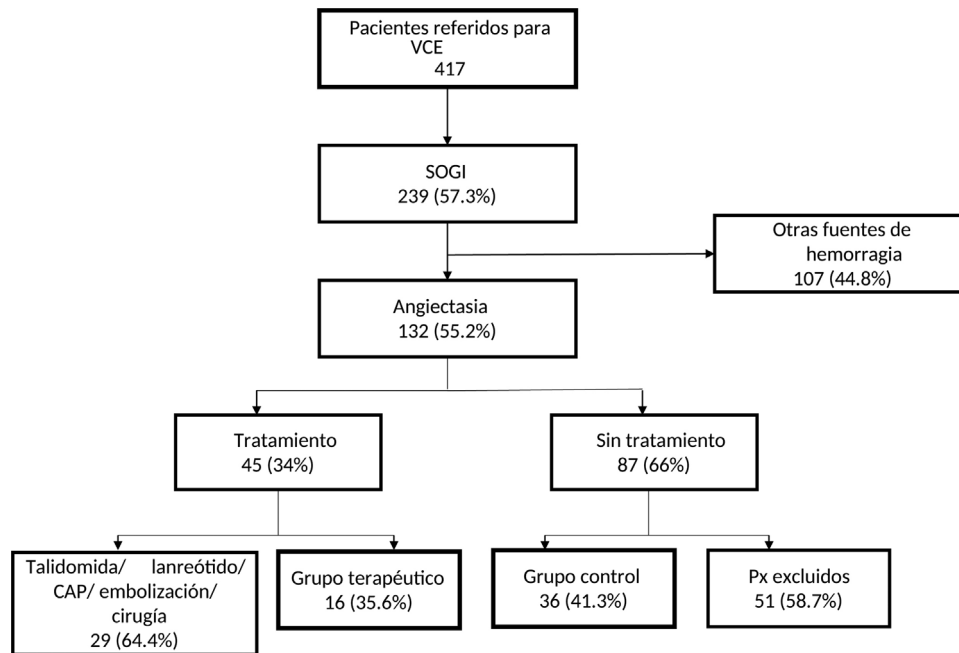 Pacientes referidos para
VCE
417
SOGI
239 (57.3%)
Otras fuentes de
hemorragia
107 (44.8%)
Angiectasia
132 (55.2%)
Tratamiento
45 (34%)
Sin tratamiento
87 (66%)
Talidomida/ lanreótido/
CAP/ embolización/
cirugía
29 (64.4%)
Grupo terapéutico
16 (35.6%)
Grupo control
36 (41.3%)
Px excluidos
51 (58.7%)